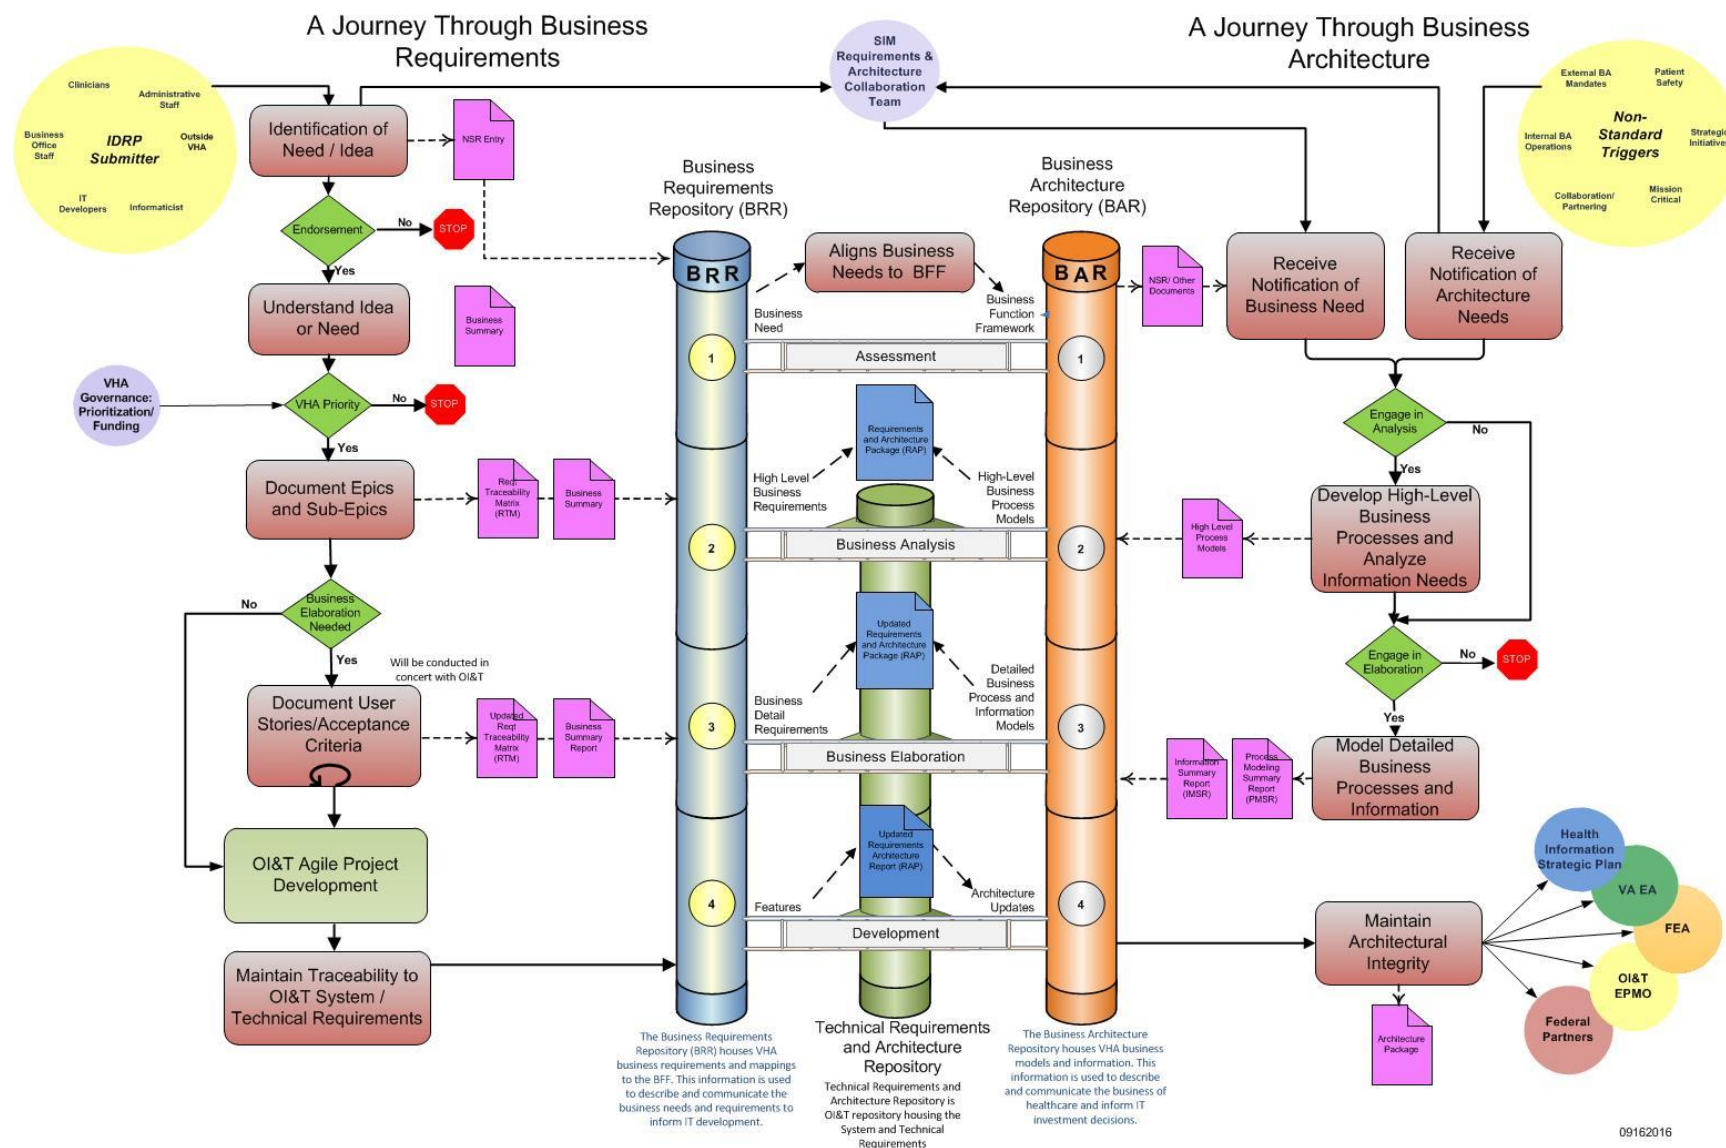 A Journey Through Business
Requirements
A Journey Through Business
Architecture
SIM
Requirements &
Architecture
Collaboration
Team
Clinicians
Administrative
Staff
Business
Office
Staff
IDRP
Submitter
Outside
VHA
IT
Developers
Informaticist
Identification of
Need / Idea
NSR Entry
Endorsement
No
STOP
Yes
Understand Idea
or Need
Business
Summary
VHA
Governance:
Prioritization/
Funding
VHA Priority
No
STOP
Yes
Document Epics
and Sub-Epics
Reqt
Traceability
Matrix
(RTM)
Business
Summary
Business
Elaboration
Needed
No
Yes
Will be conducted in
concert with OI&T
Document User
Stories/Acceptance
Criteria
Updated
Reqt
Traceability
Matrix
(RTM)
Business
Summary
Report
OI&T Agile Project
Development
Maintain Traceability to
OI&T System /
Technical Requirements
Business
Requirements
Repository (BRR)
BRR
1
2
3
4
The Business Requirements
Repository (BRR) houses VHA
business requirements and mappings
to the BFF. This information is used
to describe and communicate the
business needs and requirements to
inform IT development.
Aligns Business
Needs to BFF
Business
Need
Business
Function
Framework
Assessment
Requirements
and Architecture
Package (RAP)
High Level
Business
Requirements
High-Level
Business
Process
Models
Business Analysis
Updated
Requirements
and Architecture
Package (RAP)
Business
Detail
Requirements
Detailed
Business
Process and
Information
Models
Business Elaboration
Updated
Requirements
Architecture
Report (RAP)
Features
Architecture
Updates
Development
Technical Requirements
and Architecture
Repository
Technical Requirements and
Architecture Repository is
OI&T repository housing the
System and Technical
Requirements
Business
Architecture
Repository (BAR)
BAR
1
2
3
4
The Business Architecture
Repository houses VHA business
models and information. This
information is used to describe
and communicate the business of
healthcare and inform IT
investment decisions.
External BA
Mandates
Patient
Safety
Internal BA
Operations
Non-
Standard
Triggers
Strategic
Initiatives
Collaboration/
Partnering
Mission
Critical
NSR/ Other
Documents
Receive
Notification of
Business Need
Receive
Notification of
Architecture
Needs
Engage in
Analysis
No
Yes
Develop High-Level
Business
Processes and
Analyze
Information Needs
High Level
Process
Models
Engage in
Elaboration
No
STOP
Yes
Model Detailed
Business
Processes and
Information
Information
Summary
Report
(IMSR)
Process
Modeling
Summary
Report
(PMSR)
Maintain
Architectural
Integrity
Architecture
Package
Health
Information
Strategic Plan
VA EA
FEA
OI&T
EPMO
Federal
Partners
09162016